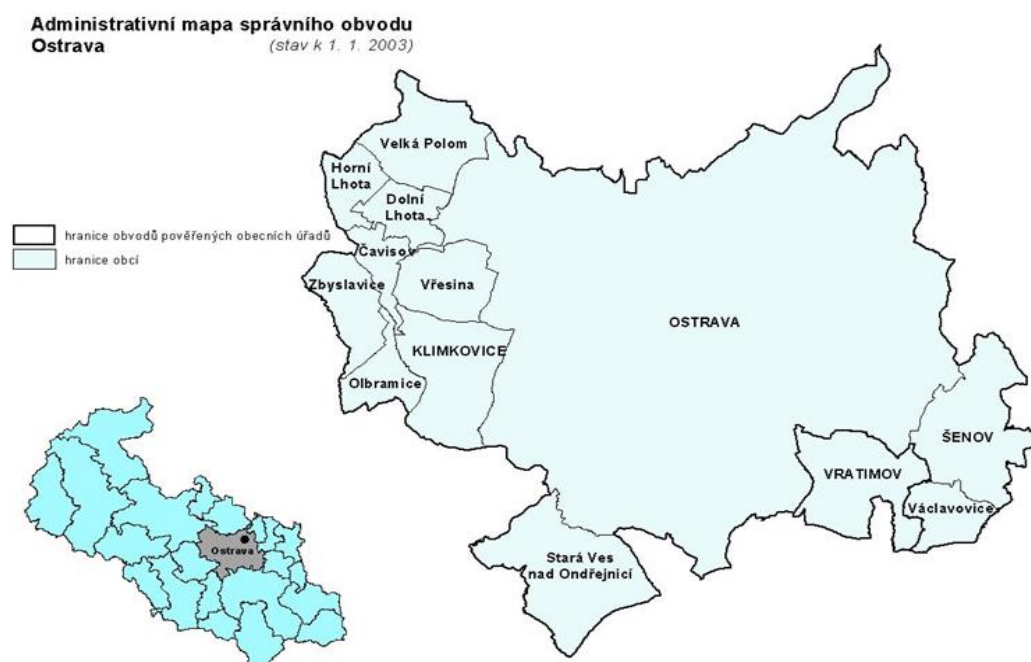 Administrativní mapa správního obvodu
Ostrava (stav k 1. 1. 2003)
Velká Polom
Horní
Lhota
Dolní
Lhota
hranice obvodů pověřených obecních úřadů
hranice obcí
Čavisov
Zbyslavice
Vřesina
OSTRAVA
KLIMKOVICE
Olbramice
ŠENOV
VRATIMOV
Václavovice
Stará Ves
nad Ondřejnicí
Ostrava